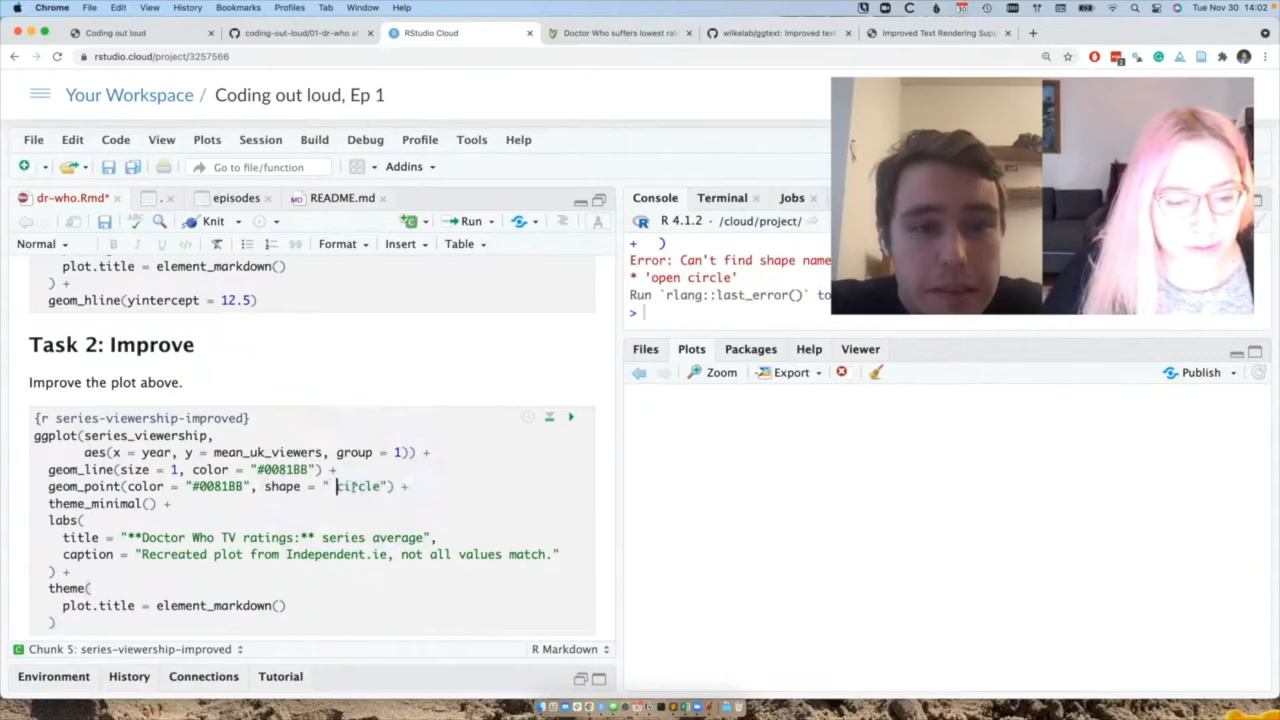 Chrome File Edit View History Bookmarks Profiles Tab Window Help Tue Nov 30 14:02
Coding out loud coding-out-loud/01-dr-who at RStudio Cloud Doctor Who suffers lowest rati wilkelab/ggtext: Improved text Improved Text Rendering Supp
rstudio.cloud/project/3257566
Your Workspace / Coding out loud, Ep 1
File Edit Code View Plots Session Build Debug Profile Tools Help
Go to file/function Addins
dr-who.Rmd* . episodes README.md
Knit Run
Normal B I U Format Insert Table
plot.title = element_markdown()
) +
geom_hline(yintercept = 12.5)
Task 2: Improve
Improve the plot above.
{r series-viewership-improved}
ggplot(series_viewership,
aes(x = year, y = mean_uk_viewers, group = 1)) +
geom_line(size = 1, color = "#0081BB") +
geom_point(color = "#0081BB", shape = " circle") +
theme_minimal() +
labs(
title = "**Doctor Who TV ratings:** series average",
caption = "Recreated plot from Independent.ie, not all values match."
) +
theme(
plot.title = element_markdown()
)
Chunk 5: series-viewership-improved R Markdown
Environment History Connections Tutorial
Console Terminal Jobs
R 4.1.2 · /cloud/project/
+ )
Error: Can't find shape name
* 'open circle'
Run `rlang::last_error()` to
>
Files Plots Packages Help Viewer
Zoom Export Publish